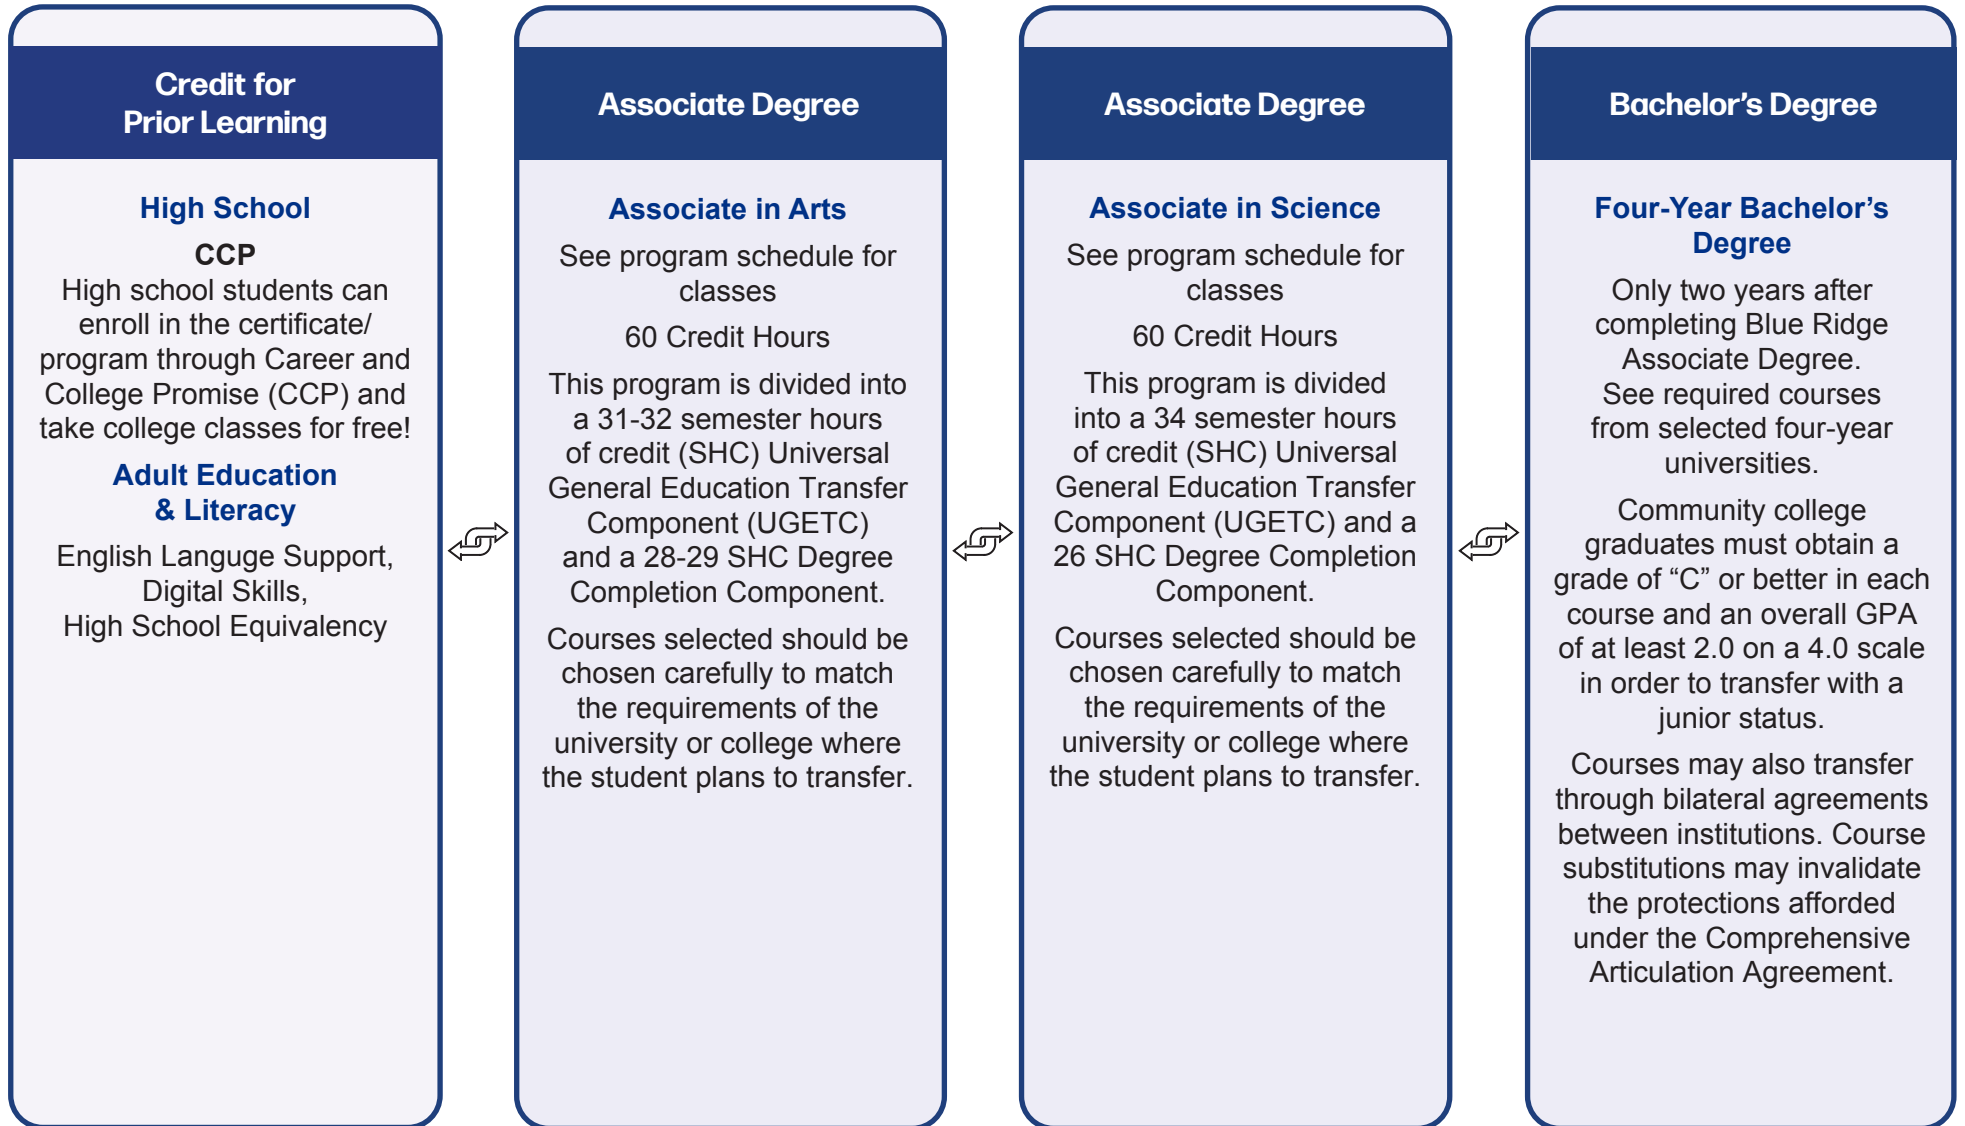 Credit for
Prior Learning
High School
CCP
High school students can
enroll in the certificate/
program through Career and
College Promise (CCP) and
take college classes for free!
Adult Education
& Literacy
English Languge Support,
Digital Skills,
High School Equivalency
Associate Degree
Associate in Arts
See program schedule for
classes
60 Credit Hours
This program is divided into
a 31-32 semester hours
of credit (SHC) Universal
General Education Transfer
Component (UGETC)
and a 28-29 SHC Degree
Completion Component.
Courses selected should be
chosen carefully to match
the requirements of the
university or college where
the student plans to transfer.
Associate Degree
Associate in Science
See program schedule for
classes
60 Credit Hours
This program is divided
into a 34 semester hours
of credit (SHC) Universal
General Education Transfer
Component (UGETC) and a
26 SHC Degree Completion
Component.
Courses selected should be
chosen carefully to match
the requirements of the
university or college where
the student plans to transfer.
Bachelor’s Degree
Four-Year Bachelor’s
Degree
Only two years after
completing Blue Ridge
Associate Degree.
See required courses
from selected four-year
universities.
Community college
graduates must obtain a
grade of “C” or better in each
course and an overall GPA
of at least 2.0 on a 4.0 scale
in order to transfer with a
junior status.
Courses may also transfer
through bilateral agreements
between institutions. Course
substitutions may invalidate
the protections afforded
under the Comprehensive
Articulation Agreement.